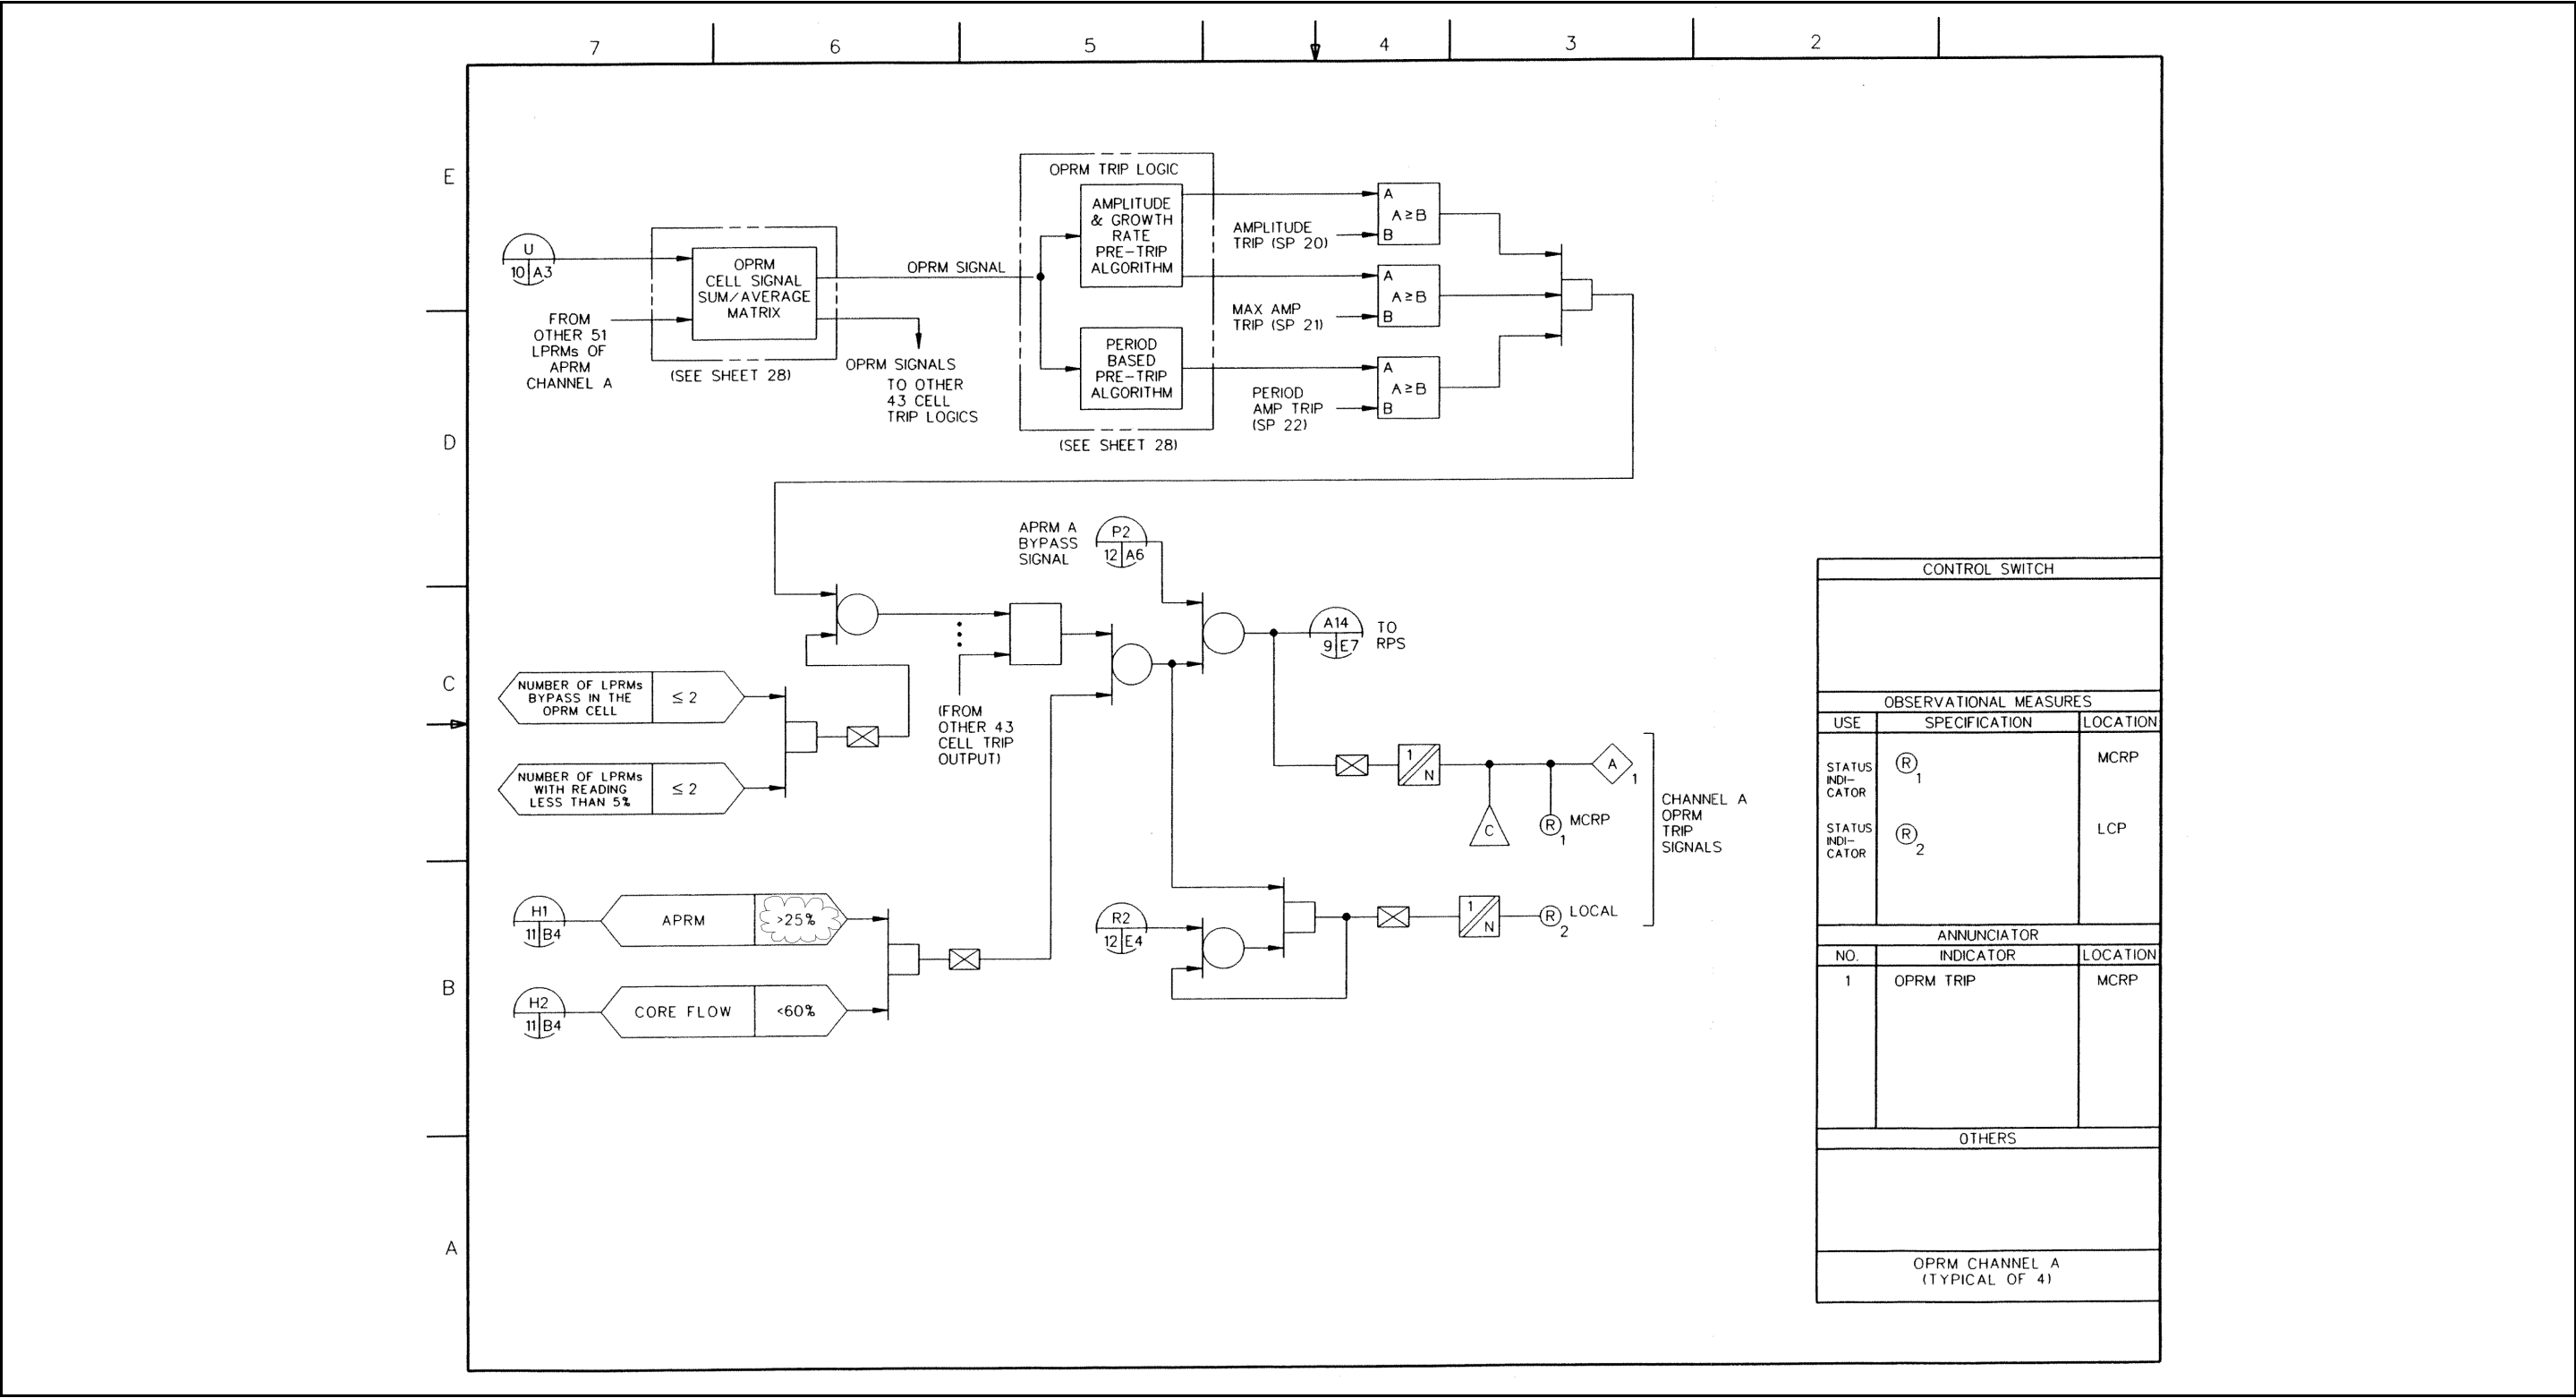 7
6
5
4
3
2
E
D
C
B
A
U
10 A3
FROM
OTHER 51
LPRMs OF
APRM
CHANNEL A
OPRM
CELL SIGNAL
SUM/AVERAGE
MATRIX
(SEE SHEET 28)
OPRM SIGNAL
OPRM SIGNALS
TO OTHER
43 CELL
TRIP LOGICS
OPRM TRIP LOGIC
AMPLITUDE
& GROWTH
RATE
PRE-TRIP
ALGORITHM
PERIOD
BASED
PRE-TRIP
ALGORITHM
(SEE SHEET 28)
AMPLITUDE
TRIP (SP 20)
MAX AMP
TRIP (SP 21)
PERIOD
AMP TRIP
(SP 22)
A
A≥B
B
A
A≥B
B
A
A≥B
B
APRM A
BYPASS
SIGNAL
P2
12 A6
A14
9 E7
TO
RPS
NUMBER OF LPRMs
BYPASS IN THE
OPRM CELL
≤ 2
NUMBER OF LPRMs
WITH READING
LESS THAN 5%
≤ 2
(FROM
OTHER 43
CELL TRIP
OUTPUT)
1
N
A
1
C
R
1
MCRP
CHANNEL A
OPRM
TRIP
SIGNALS
H1
11 B4
APRM
>25%
H2
11 B4
CORE FLOW
<60%
R2
12 E4
1
N
R
2
LOCAL
CONTROL SWITCH
OBSERVATIONAL MEASURES
USE SPECIFICATION LOCATION
STATUS
INDI-
CATOR
R
1
MCRP
STATUS
INDI-
CATOR
R
2
LCP
ANNUNCIATOR
NO. INDICATOR LOCATION
1 OPRM TRIP MCRP
OTHERS
OPRM CHANNEL A
(TYPICAL OF 4)